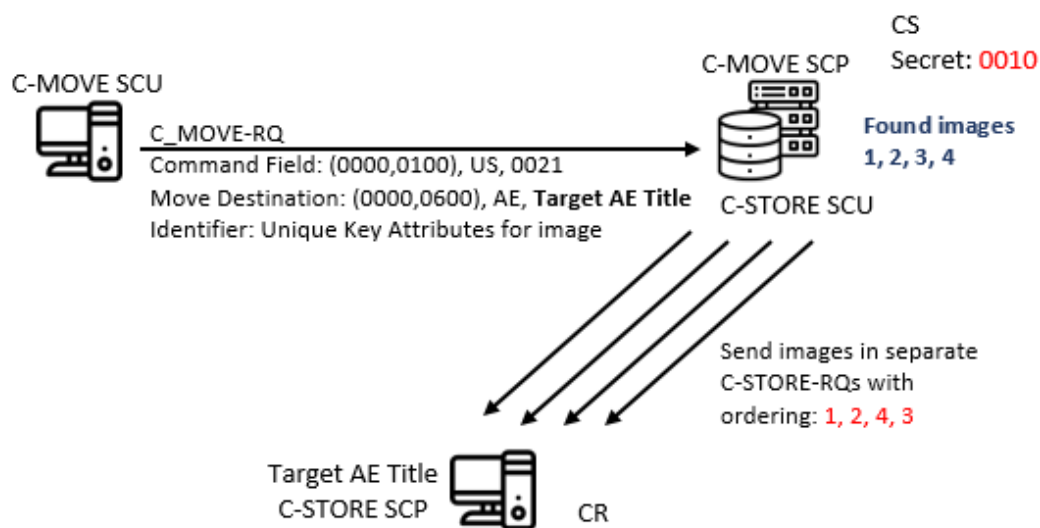 CS
Secret: 0010
C-MOVE SCU
C-MOVE SCP
C_MOVE-RQ
Command Field: (0000,0100), US, 0021
Move Destination: (0000,0600), AE, Target AE Title
Identifier: Unique Key Attributes for image
Found images
1, 2, 3, 4
C-STORE SCU
Send images in separate
C-STORE-RQs with
ordering: 1, 2, 4, 3
Target AE Title
C-STORE SCP
CR